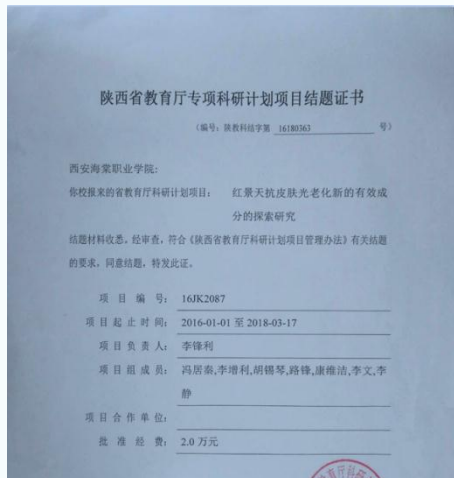 陕西省教育厅专项科研计划项目结题证书
（编号：陕教科结字第 16180363 号）
西安海棠职业学院:
你校报来的省教育厅科研计划项目： 红景天抗皮肤光老化新的有效成
分的探索研究
结题材料收悉。经审查，符合《陕西省教育厅科研计划项目管理办法》有关结题
的要求，同意结题，特发此证。
项 目 编 号: 16JK2087
项 目 起 止 时 间: 2016-01-01 至 2018-03-17
项 目 负 责 人: 李锋利
项 目 组 成 员: 冯居秦,李增利,胡锡琴,路锋,康维洁,李文,李
静
项 目 合 作 单 位:
批 准 经 费: 2.0 万元
教育厅科研